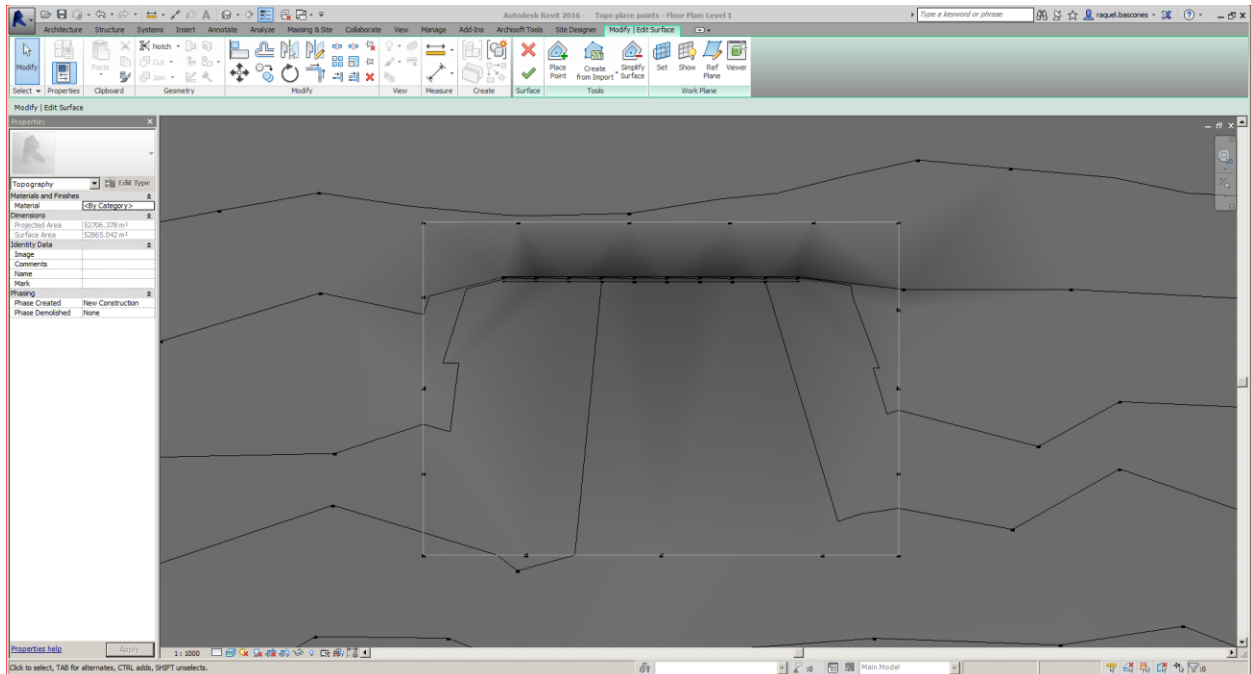 Autodesk Revit 2016 - Topo place points - Floor Plan: Level 1
Type a keyword or phrase
raquel.bascones
Architecture Structure Systems Insert Annotate Analyze Massing & Site Collaborate View Manage Add-Ins Archisoft Tools Site Designer Modify | Edit Surface
Modify
Paste
Notch
Cut
Join
Place Point
Create from Import
Simplify Surface
Set
Show
Ref Plane
Viewer
Select Properties Clipboard Geometry Modify View Measure Create Surface Tools Work Plane
Modify | Edit Surface
Properties
Topography Edit Type
Materials and Finishes
Material <By Category>
Dimensions
Projected Area 52706.378 m²
Surface Area 52865.042 m²
Identity Data
Image
Comments
Name
Mark
Phasing
Phase Created New Construction
Phase Demolished None
Properties help Apply
1 : 1000
Click to select, TAB for alternates, CTRL adds, SHIFT unselects.
:0
Main Model
:0